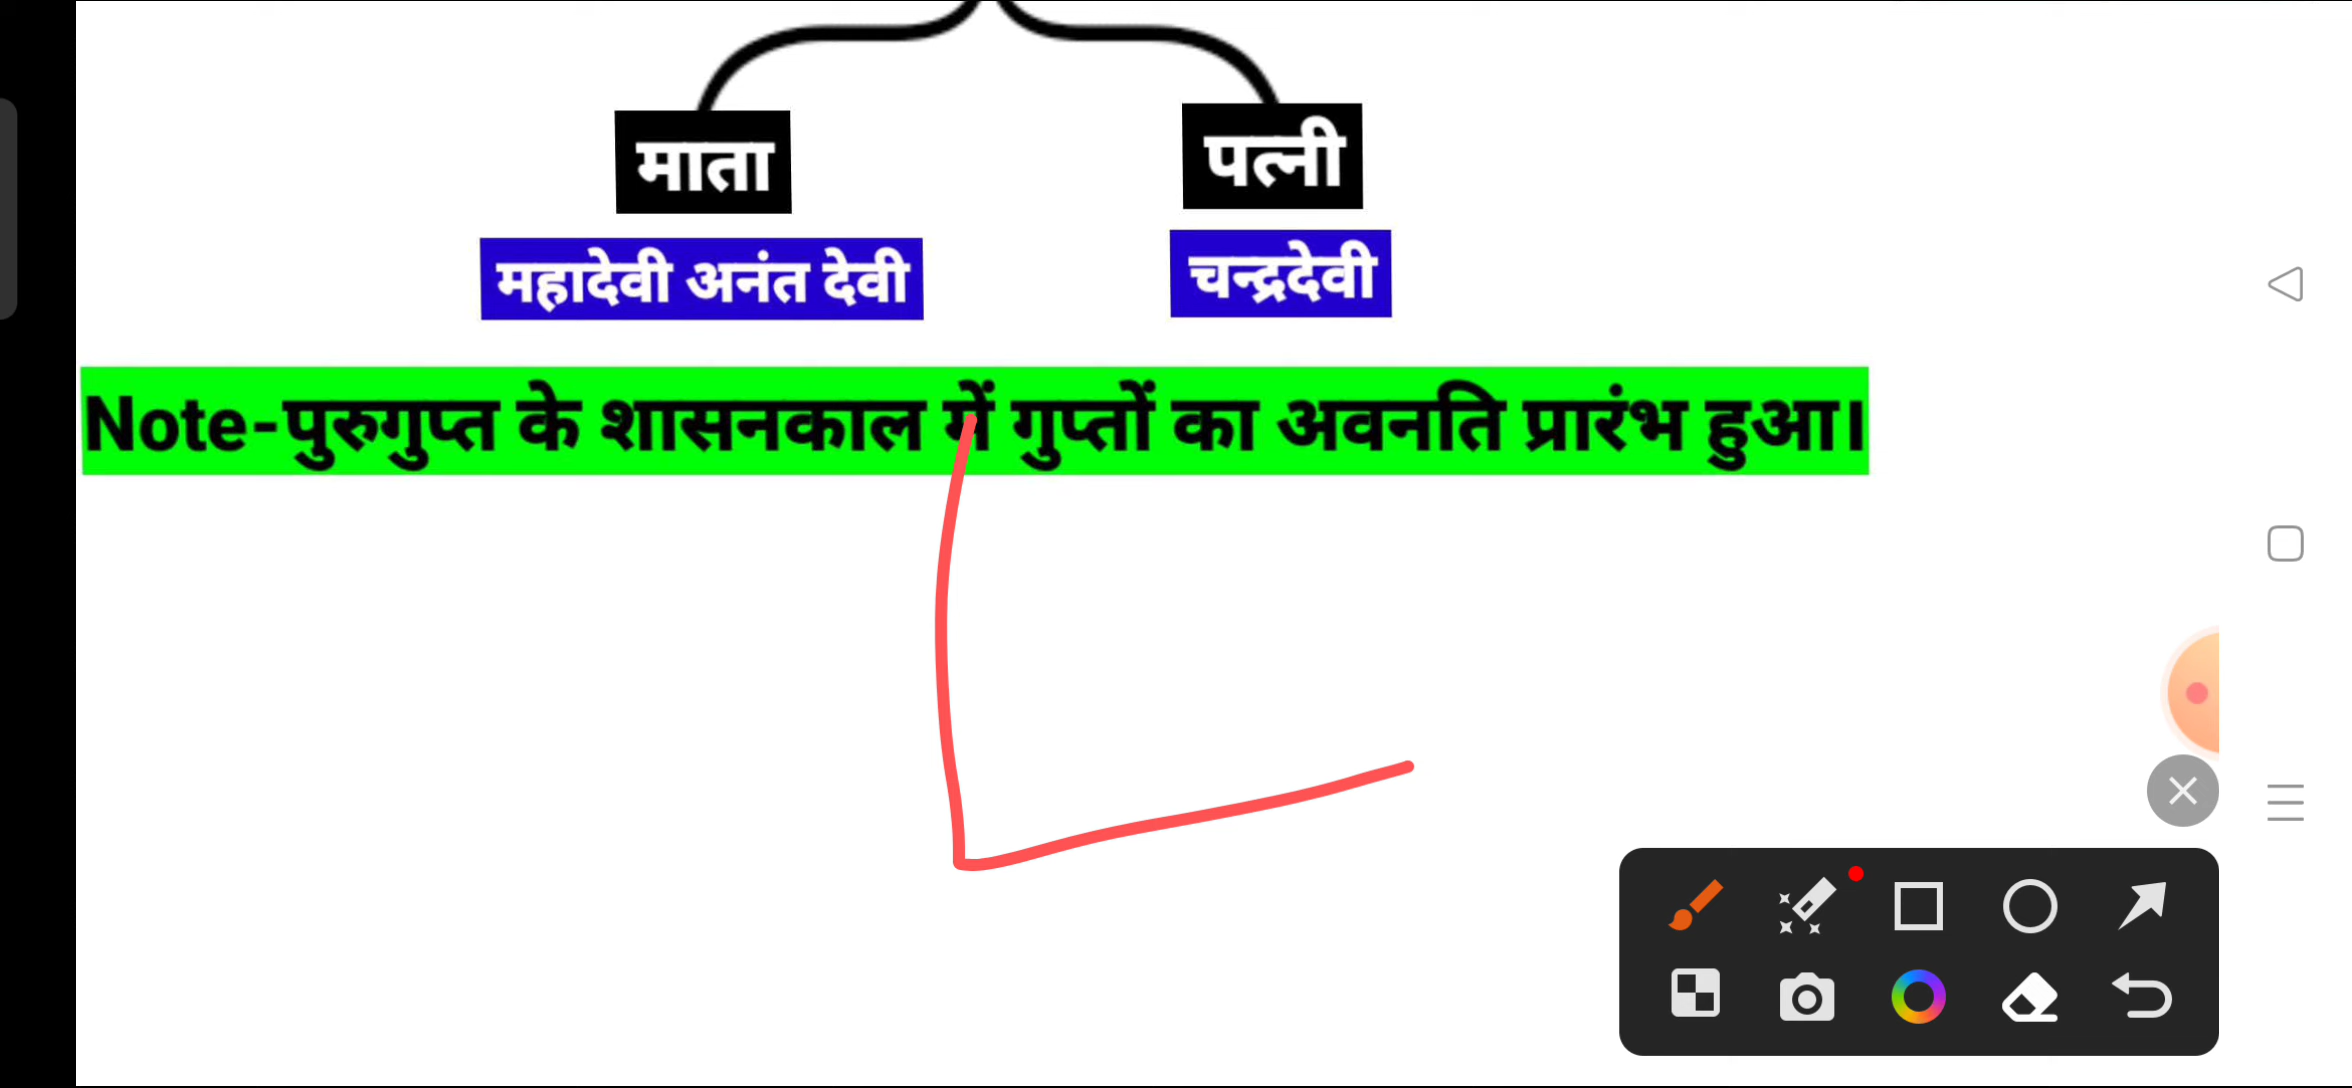 माता
पत्नी
महादेवी अनंत देवी
चन्द्रदेवी
Note-पुरुगुप्त के शासनकाल में गुप्तों का अवनति प्रारंभ हुआ।